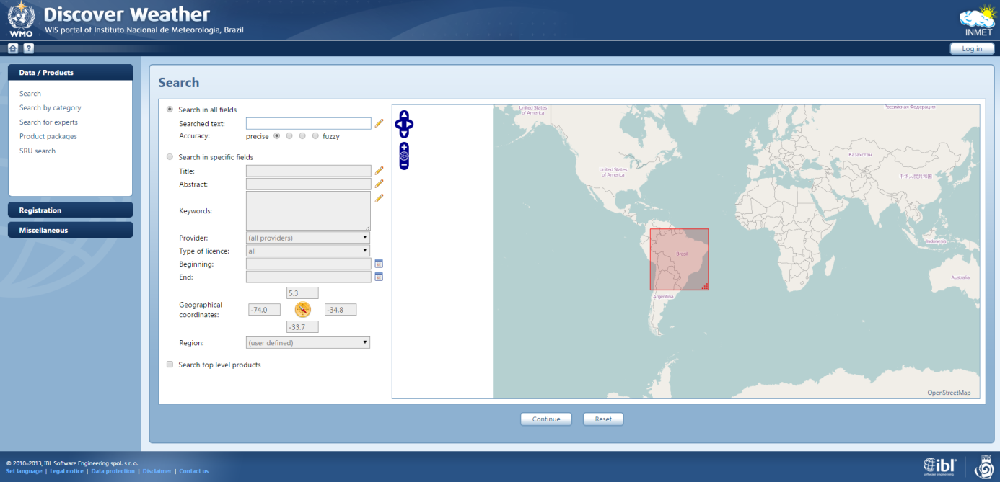 Discover Weather
WIS portal of Instituto Nacional de Meteorologia, Brazil
WMO
INMET
?
Log in
Data / Products
Search
Search by category
Search for experts
Product packages
SRU search
Registration
Miscellaneous
Search
Search in all fields
Searched text:
Accuracy: precise fuzzy
Search in specific fields
Title:
Abstract:
Keywords:
Provider: (all providers)
Type of licence: all
Beginning:
End:
5.3
Geographical coordinates: -74.0 -34.8
-33.7
Region: (user defined)
Search top level products
United States
of America
Российская Федерация
United States
of America
Казахстан
中华人民共和国
Brasil
Argentina
Indonesia
Australia
OpenStreetMap
Continue
Reset
© 2010–2013, IBL Software Engineering spol. s r. o.
Set language | Legal notice | Data protection | Disclaimer | Contact us
ibl
software engineering